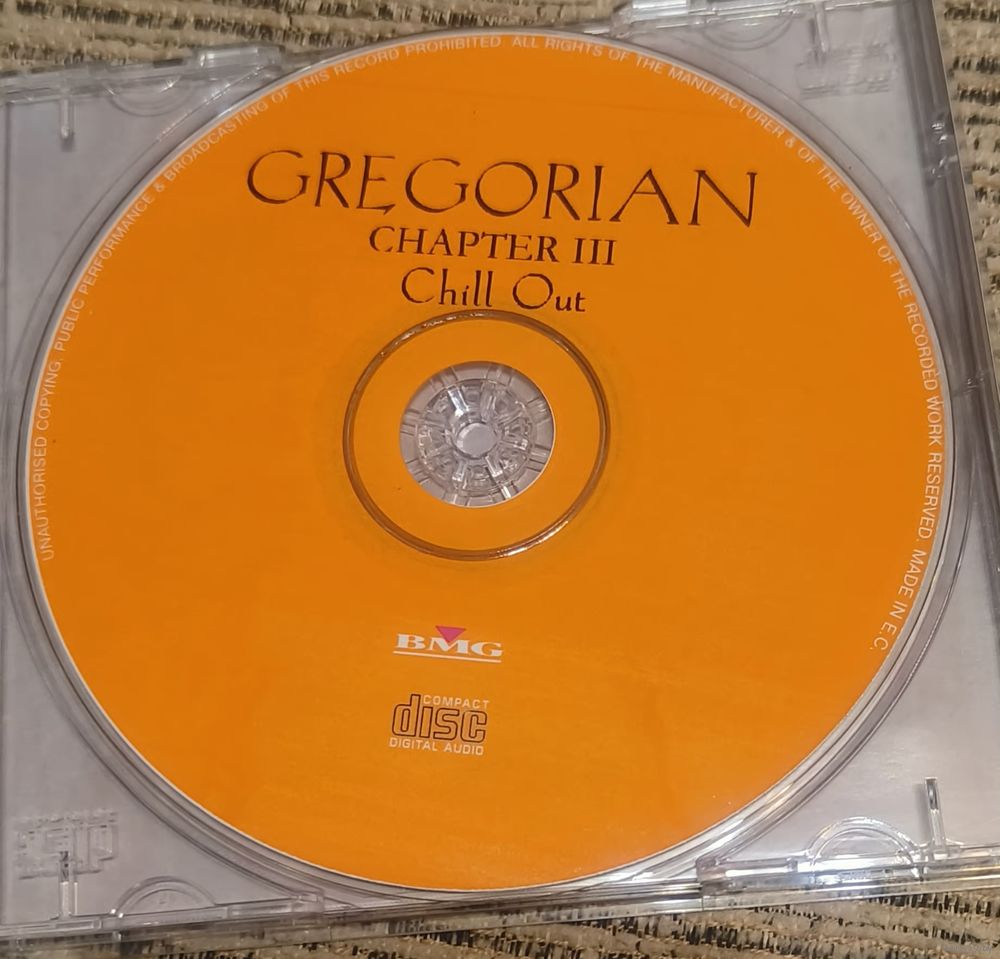 UNAUTHORISED COPYING, PUBLIC PERFORMANCE & BROADCASTING OF THIS RECORD PROHIBITED ALL RIGHTS OF THE MANUFACTURER & OF THE OWNER OF THE RECORDED WORK RESERVED. MADE IN E.C.
GREGORIAN
CHAPTER III
Chill Out
BMG
COMPACT
disc
DIGITAL AUDIO